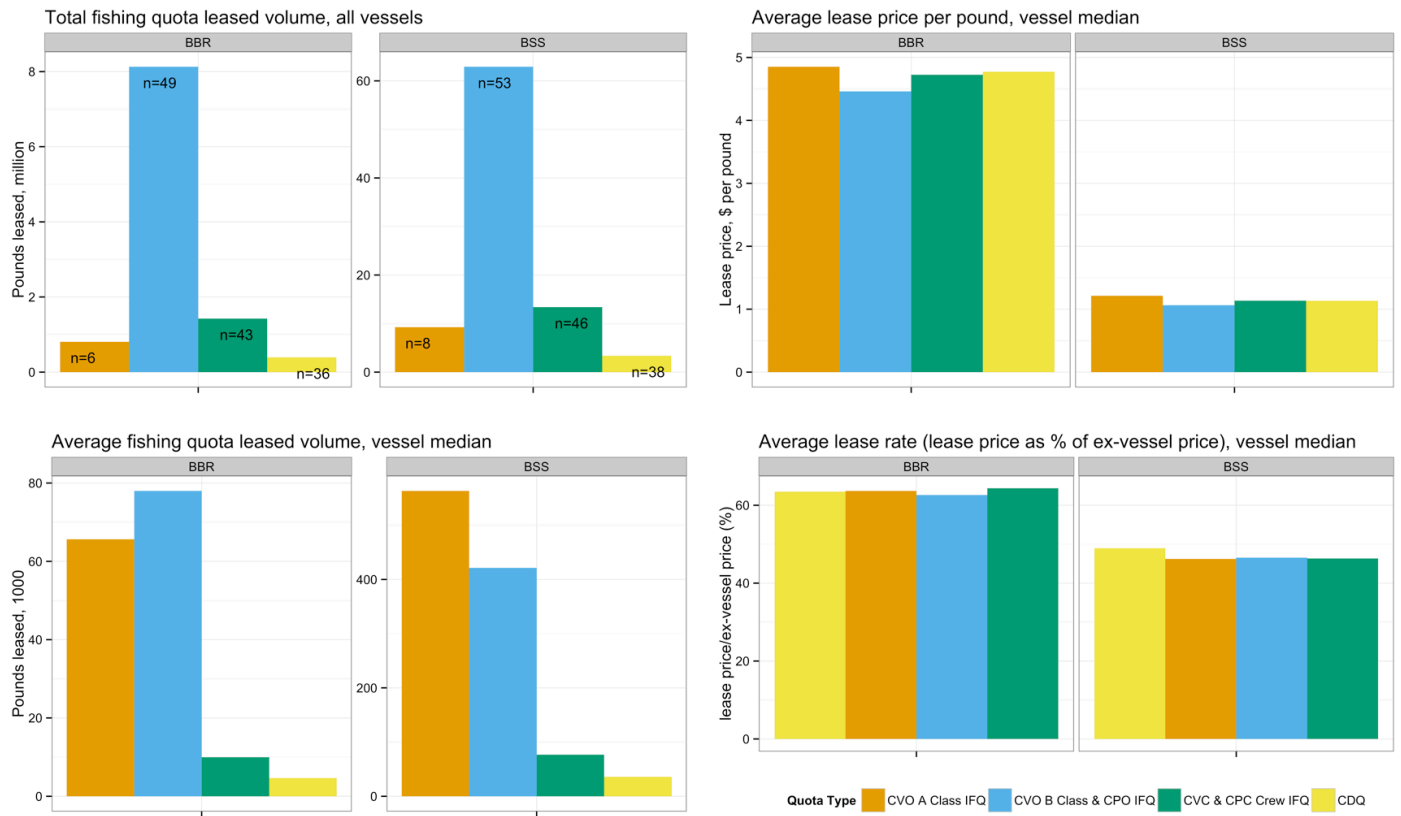 Total fishing quota leased volume, all vessels
BBR
BSS
Pounds leased, million
8
6
4
2
0
n=49
n=6
n=43
n=36
60
40
20
0
n=53
n=8
n=46
n=38
Average lease price per pound, vessel median
BBR
BSS
Lease price, $ per pound
5
4
3
2
1
0
Average fishing quota leased volume, vessel median
BBR
BSS
Pounds leased, 1000
80
60
40
20
0
400
200
0
Average lease rate (lease price as % of ex-vessel price), vessel median
BBR
BSS
lease price/ex-vessel price (%)
60
40
20
0
Quota Type CVO A Class IFQ CVO B Class & CPO IFQ CVC & CPC Crew IFQ CDQ